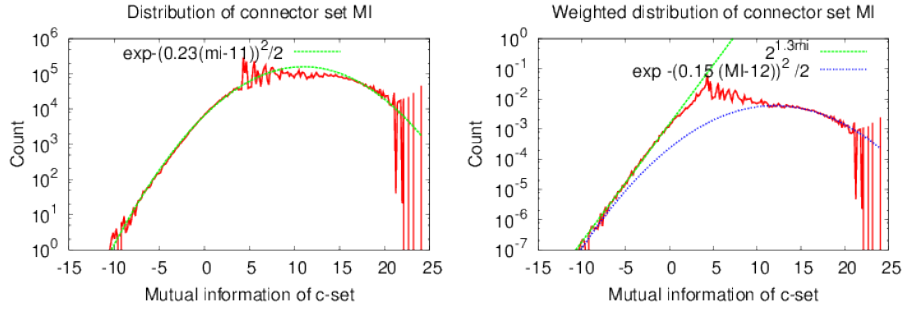 Distribution of connector set MI
10^6
10^5
10^4
10^3
10^2
10^1
10^0
Count
exp-(0.23(mi-11))^2/2
-15 -10 -5 0 5 10 15 20 25
Mutual information of c-set
Weighted distribution of connector set MI
10^0
10^-1
10^-2
10^-3
10^-4
10^-5
10^-6
10^-7
Count
2^1.3mi
exp -(0.15 (MI-12))^2 /2
-15 -10 -5 0 5 10 15 20 25
Mutual information of c-set